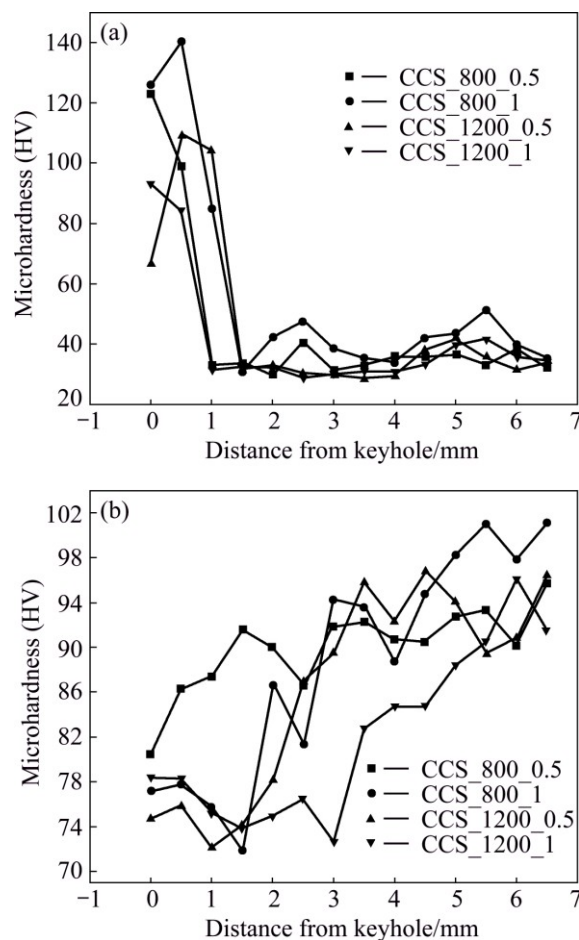 (a)
CCS_800_0.5
CCS_800_1
CCS_1200_0.5
CCS_1200_1
Microhardness (HV)
140
120
100
80
60
40
20
−1 0 1 2 3 4 5 6 7
Distance from keyhole/mm
(b)
Microhardness (HV)
102
98
94
90
86
82
78
74
70
CCS_800_0.5
CCS_800_1
CCS_1200_0.5
CCS_1200_1
−1 0 1 2 3 4 5 6 7
Distance from keyhole/mm